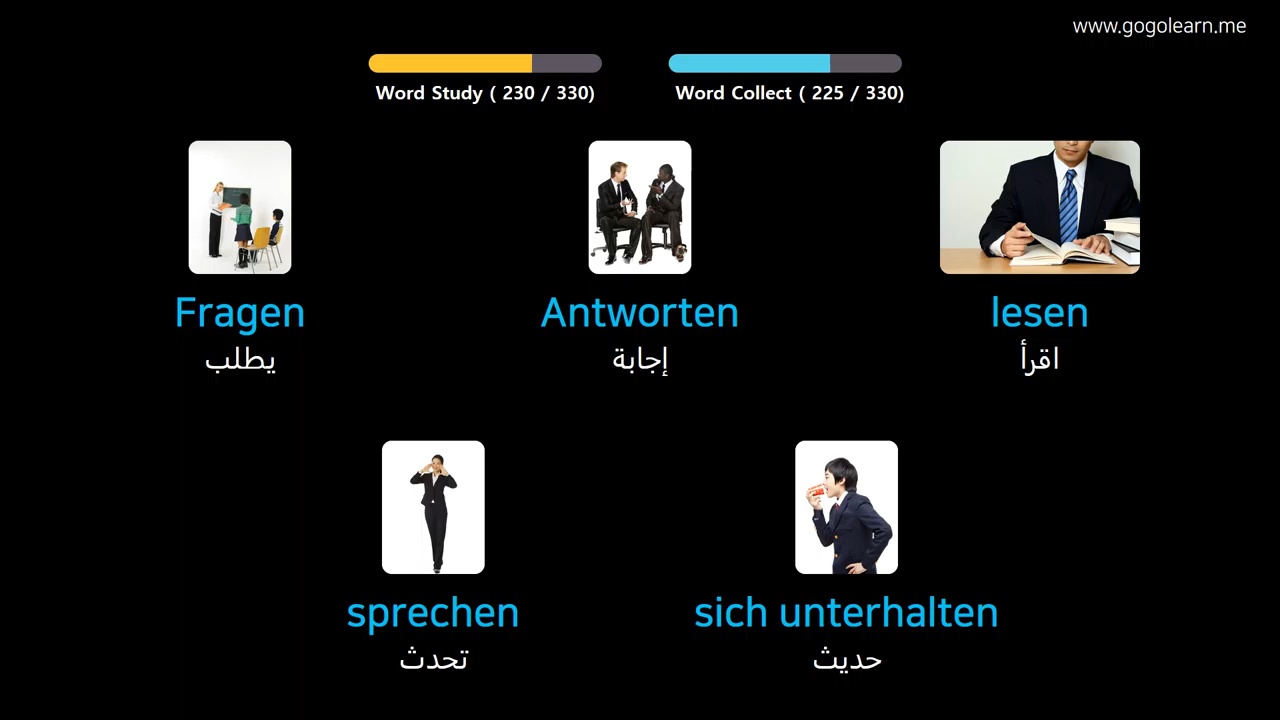 www.gogolearn.me
Word Study ( 230 / 330)
Word Collect ( 225 / 330)
Fragen
يطلب
Antworten
إجابة
lesen
اقرأ
sprechen
تحدث
sich unterhalten
حديث